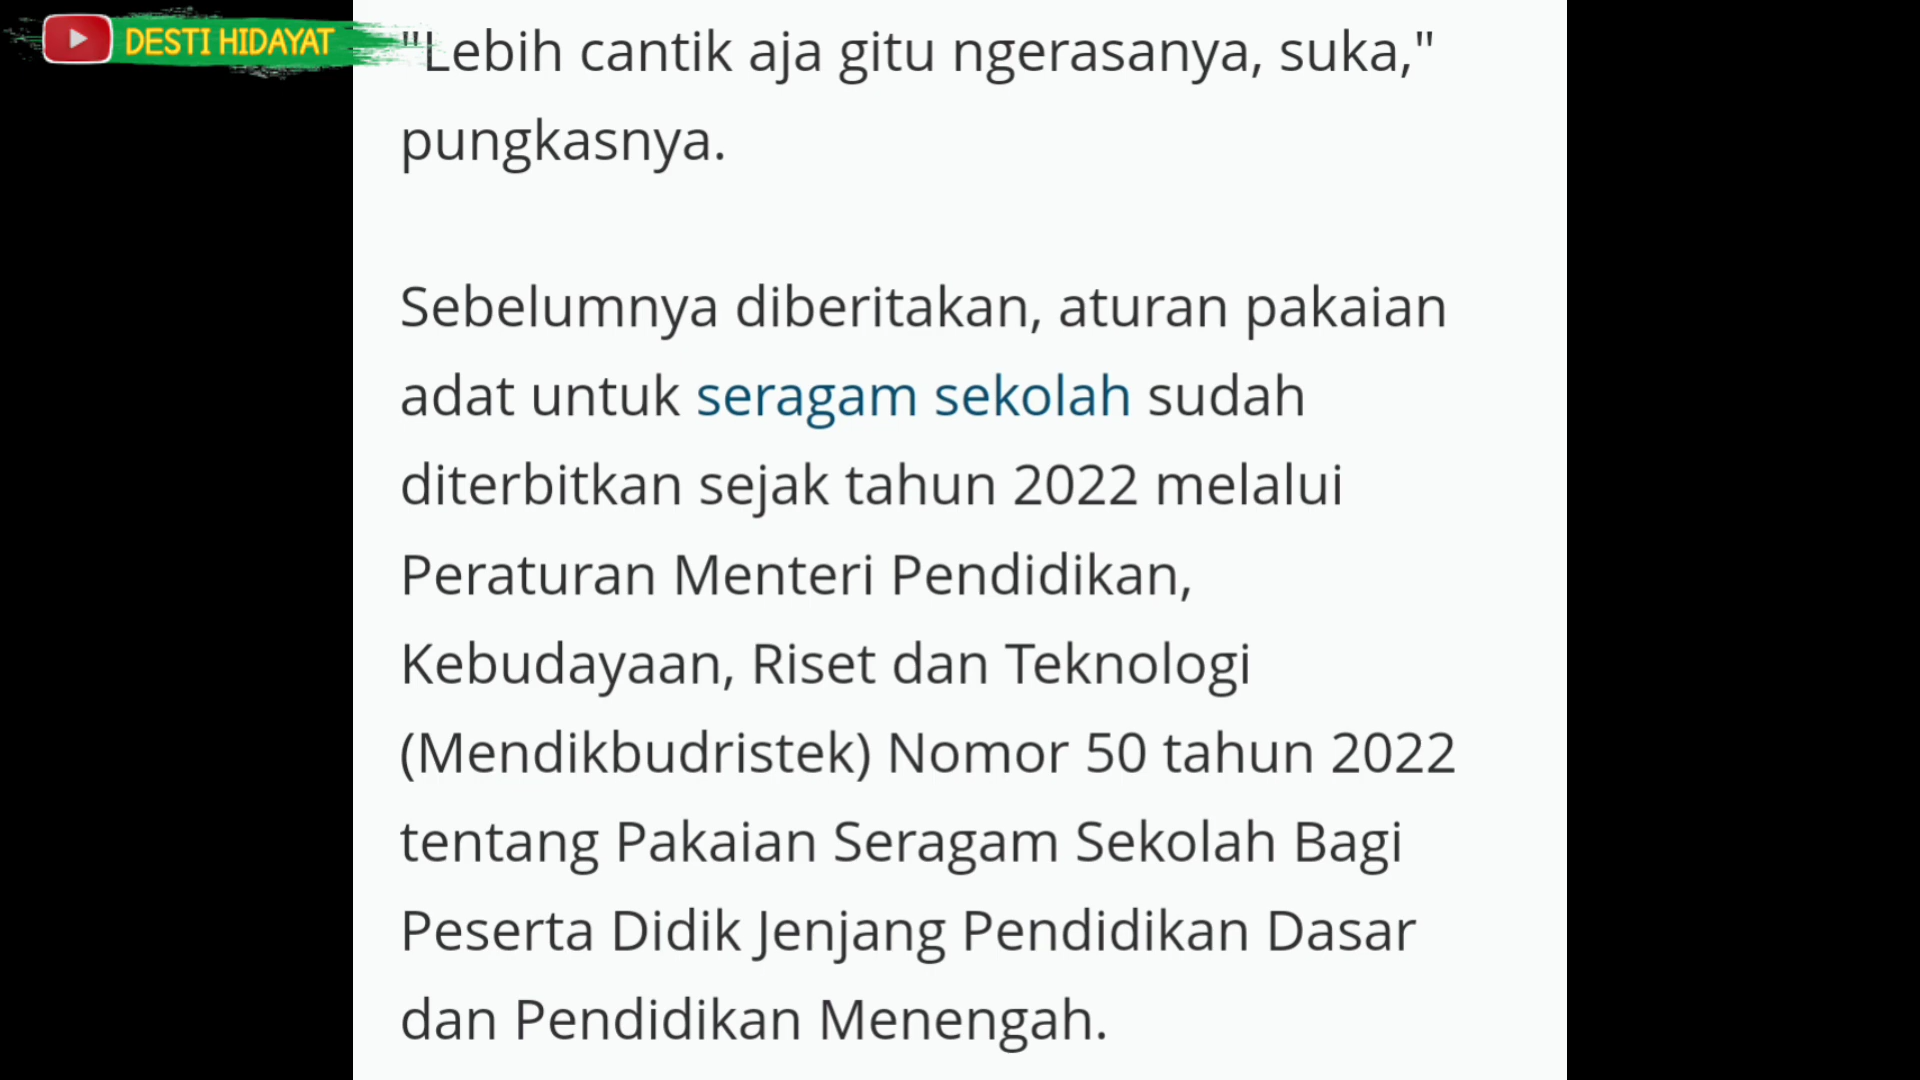 DESTI HIDAYAT
"Lebih cantik aja gitu ngerasanya, suka,"
pungkasnya.
Sebelumnya diberitakan, aturan pakaian
adat untuk seragam sekolah sudah
diterbitkan sejak tahun 2022 melalui
Peraturan Menteri Pendidikan,
Kebudayaan, Riset dan Teknologi
(Mendikbudristek) Nomor 50 tahun 2022
tentang Pakaian Seragam Sekolah Bagi
Peserta Didik Jenjang Pendidikan Dasar
dan Pendidikan Menengah.